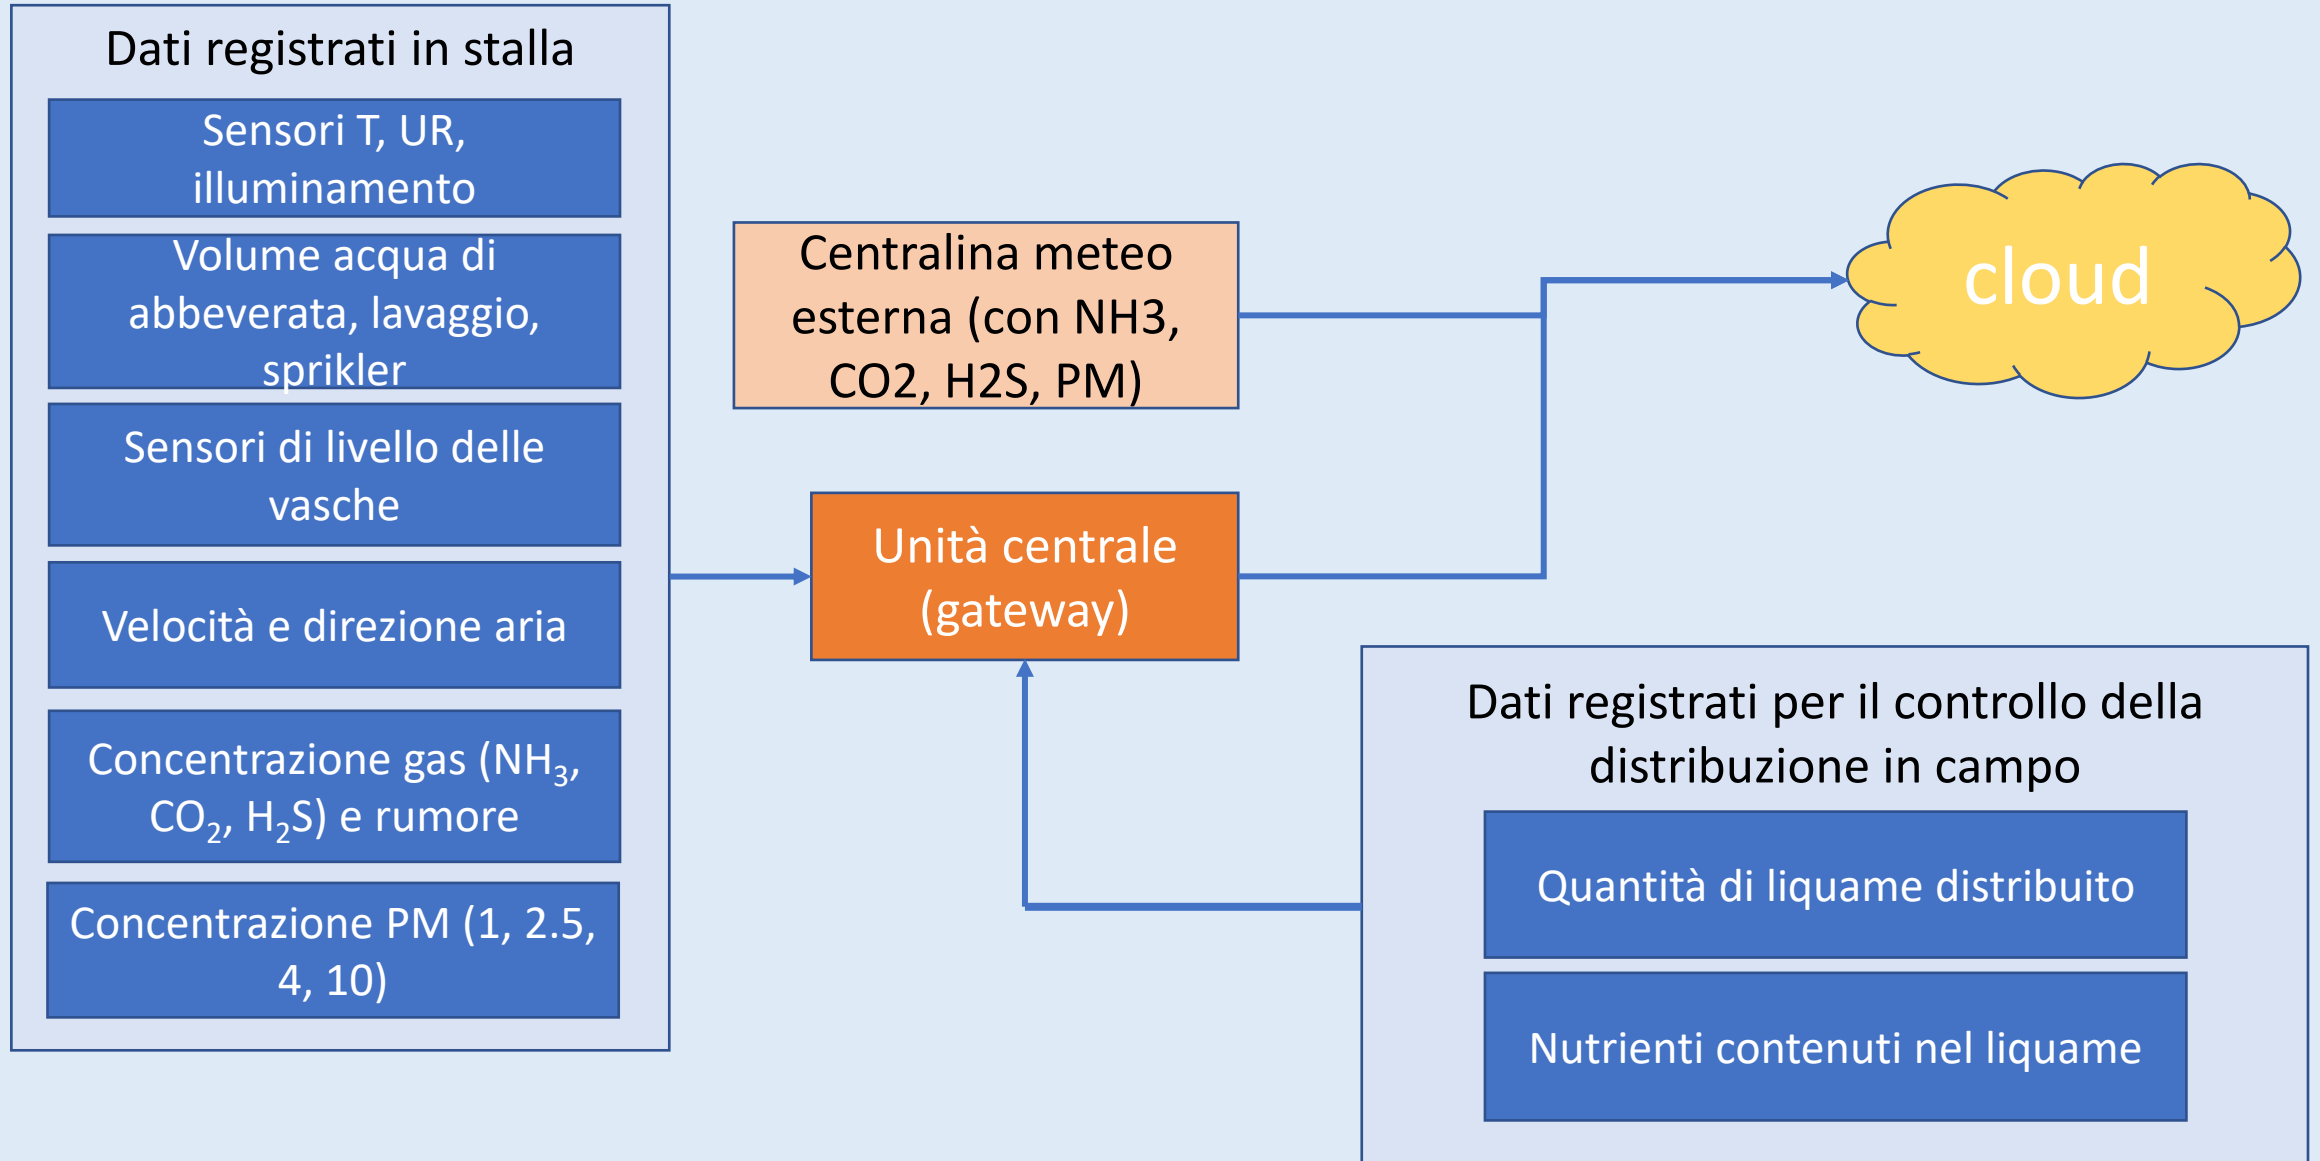 Dati registrati in stalla
Sensori T, UR,
illuminamento
Volume acqua di
abbeverata, lavaggio,
sprikler
Sensori di livello delle
vasche
Velocità e direzione aria
Concentrazione gas (NH₃,
CO₂, H₂S) e rumore
Concentrazione PM (1, 2.5,
4, 10)
Centralina meteo
esterna (con NH3,
CO2, H2S, PM)
Unità centrale
(gateway)
cloud
Dati registrati per il controllo della
distribuzione in campo
Quantità di liquame distribuito
Nutrienti contenuti nel liquame